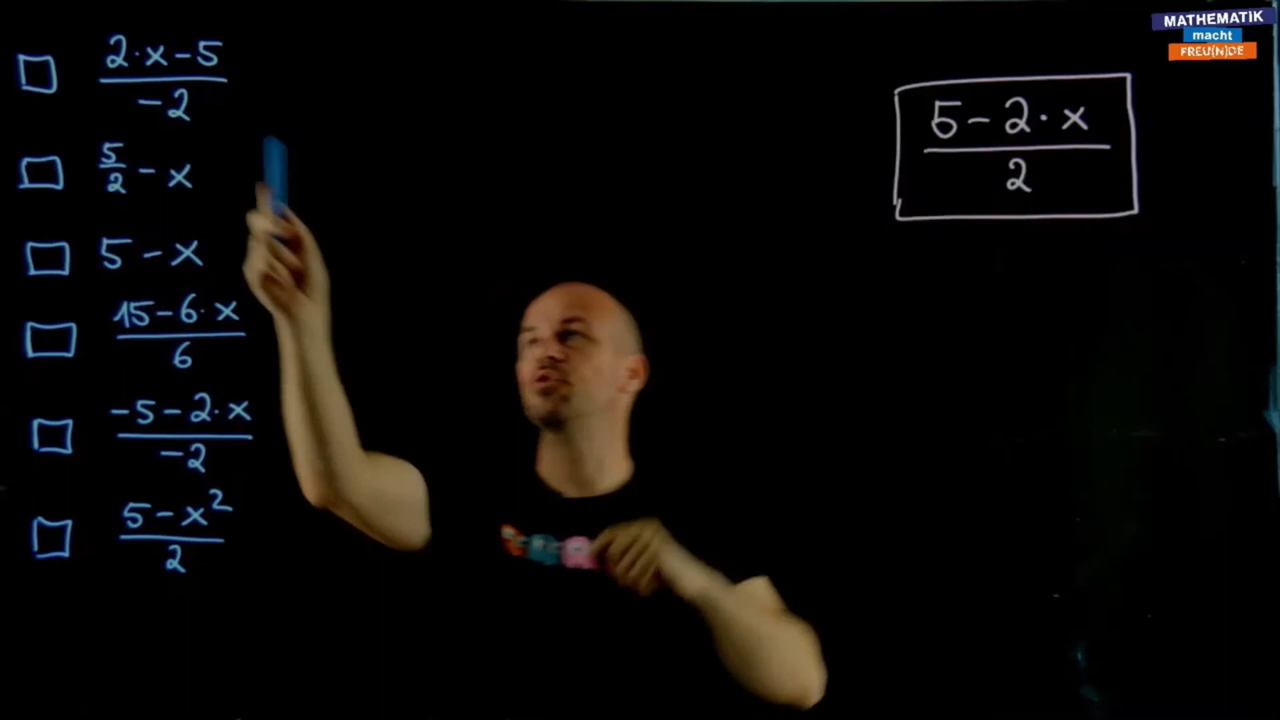 MATHEMATIK
macht
FREU(N)DE
2·x-5 / -2
5/2 - x
5 - x
15-6·x / 6
-5-2·x / -2
5-x² / 2
5-2·x / 2